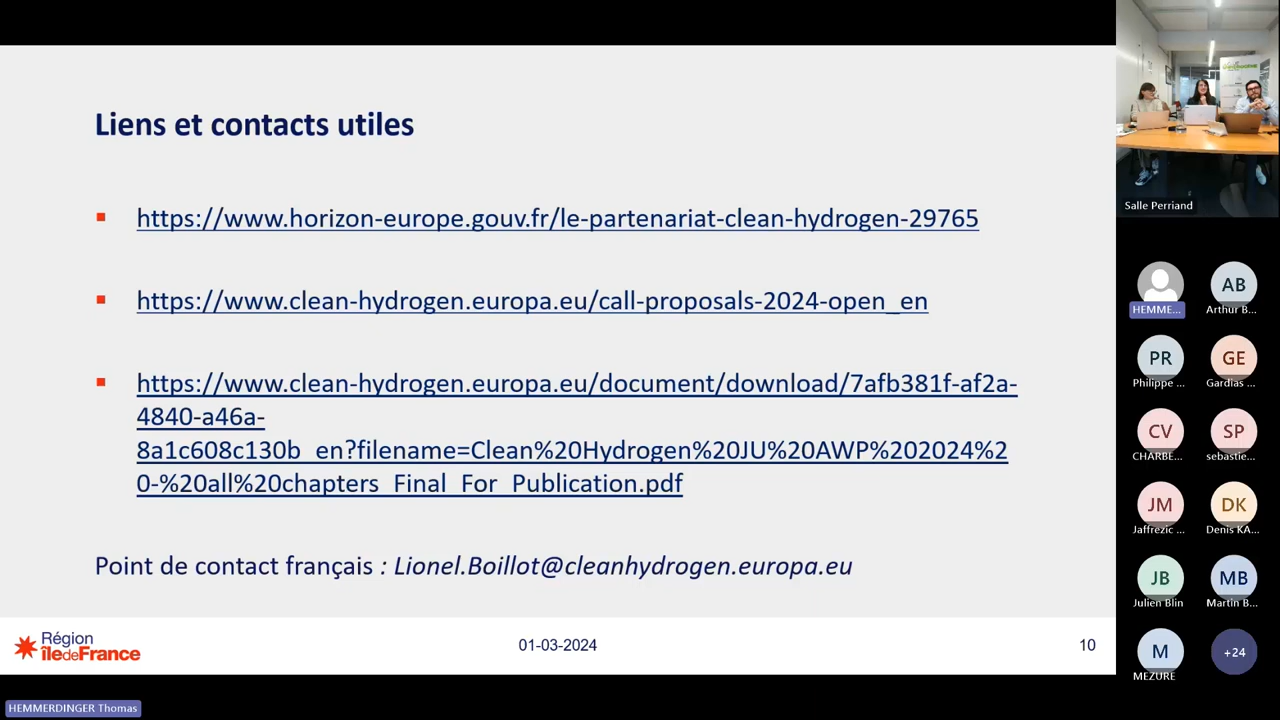 Liens et contacts utiles
https://www.horizon-europe.gouv.fr/le-partenariat-clean-hydrogen-29765
https://www.clean-hydrogen.europa.eu/call-proposals-2024-open_en
https://www.clean-hydrogen.europa.eu/document/download/7afb381f-af2a-
4840-a46a-
8a1c608c130b_en?filename=Clean%20Hydrogen%20JU%20AWP%202024%2
0-%20all%20chapters_Final_For_Publication.pdf
Point de contact français : Lionel.Boillot@cleanhydrogen.europa.eu
Région
îledeFrance
01-03-2024
10
HEMMERDINGER Thomas
Salle Perriand
HEMME...
AB
Arthur B...
PR
Philippe ...
GE
Gardias ...
CV
CHARBE...
SP
sebastie...
JM
Jaffrezic ...
DK
Denis KA...
JB
Julien Blin
MB
Martin B...
M
MEZURE
+24